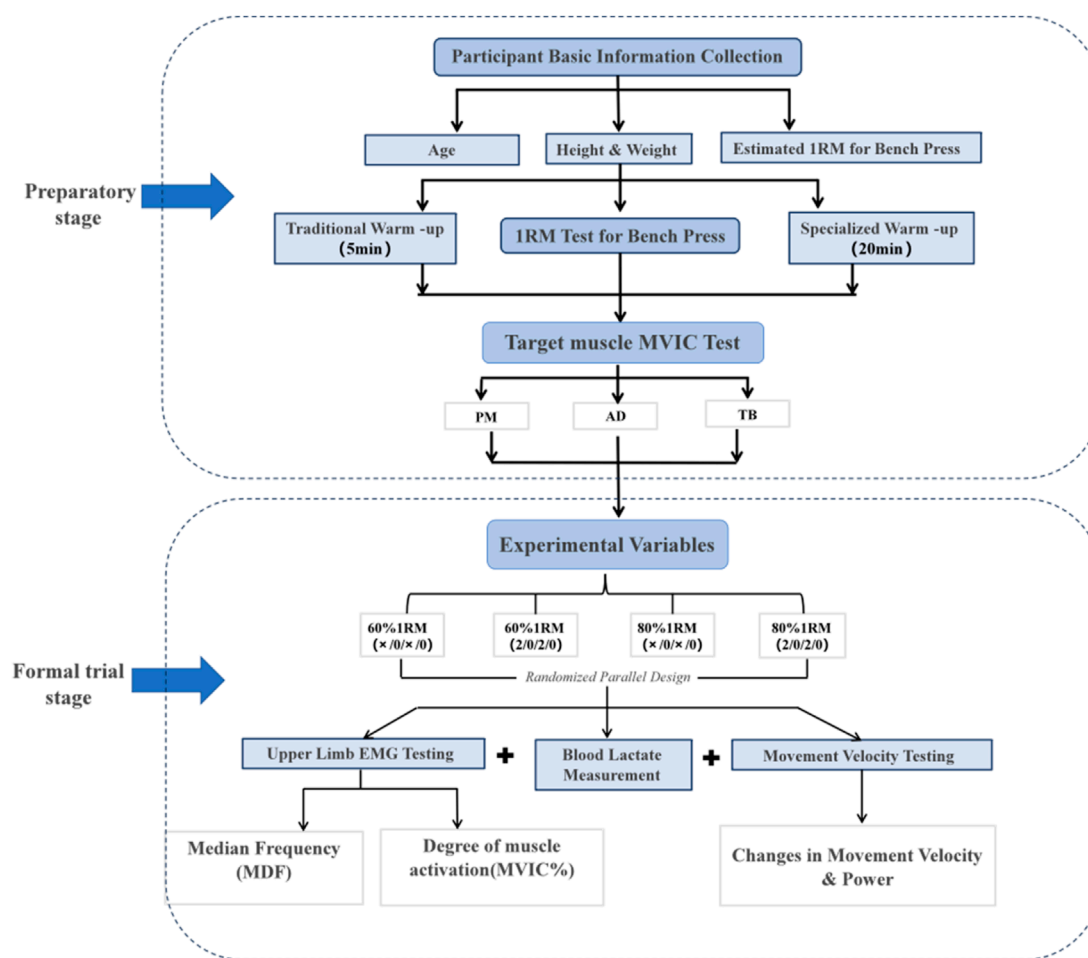 Participant Basic Information Collection
Age
Height & Weight
Estimated 1RM for Bench Press
Preparatory
stage
Traditional Warm -up
(5min)
1RM Test for Bench Press
Specialized Warm -up
(20min)
Target muscle MVIC Test
PM
AD
TB
Experimental Variables
60%1RM
(×/0/×/0)
60%1RM
(2/0/2/0)
80%1RM
(×/0/×/0)
80%1RM
(2/0/2/0)
Formal trial
stage
Randomized Parallel Design
Upper Limb EMG Testing
+
Blood Lactate
Measurement
+
Movement Velocity Testing
Median Frequency
(MDF)
Degree of muscle
activation(MVIC%)
Changes in Movement Velocity
& Power